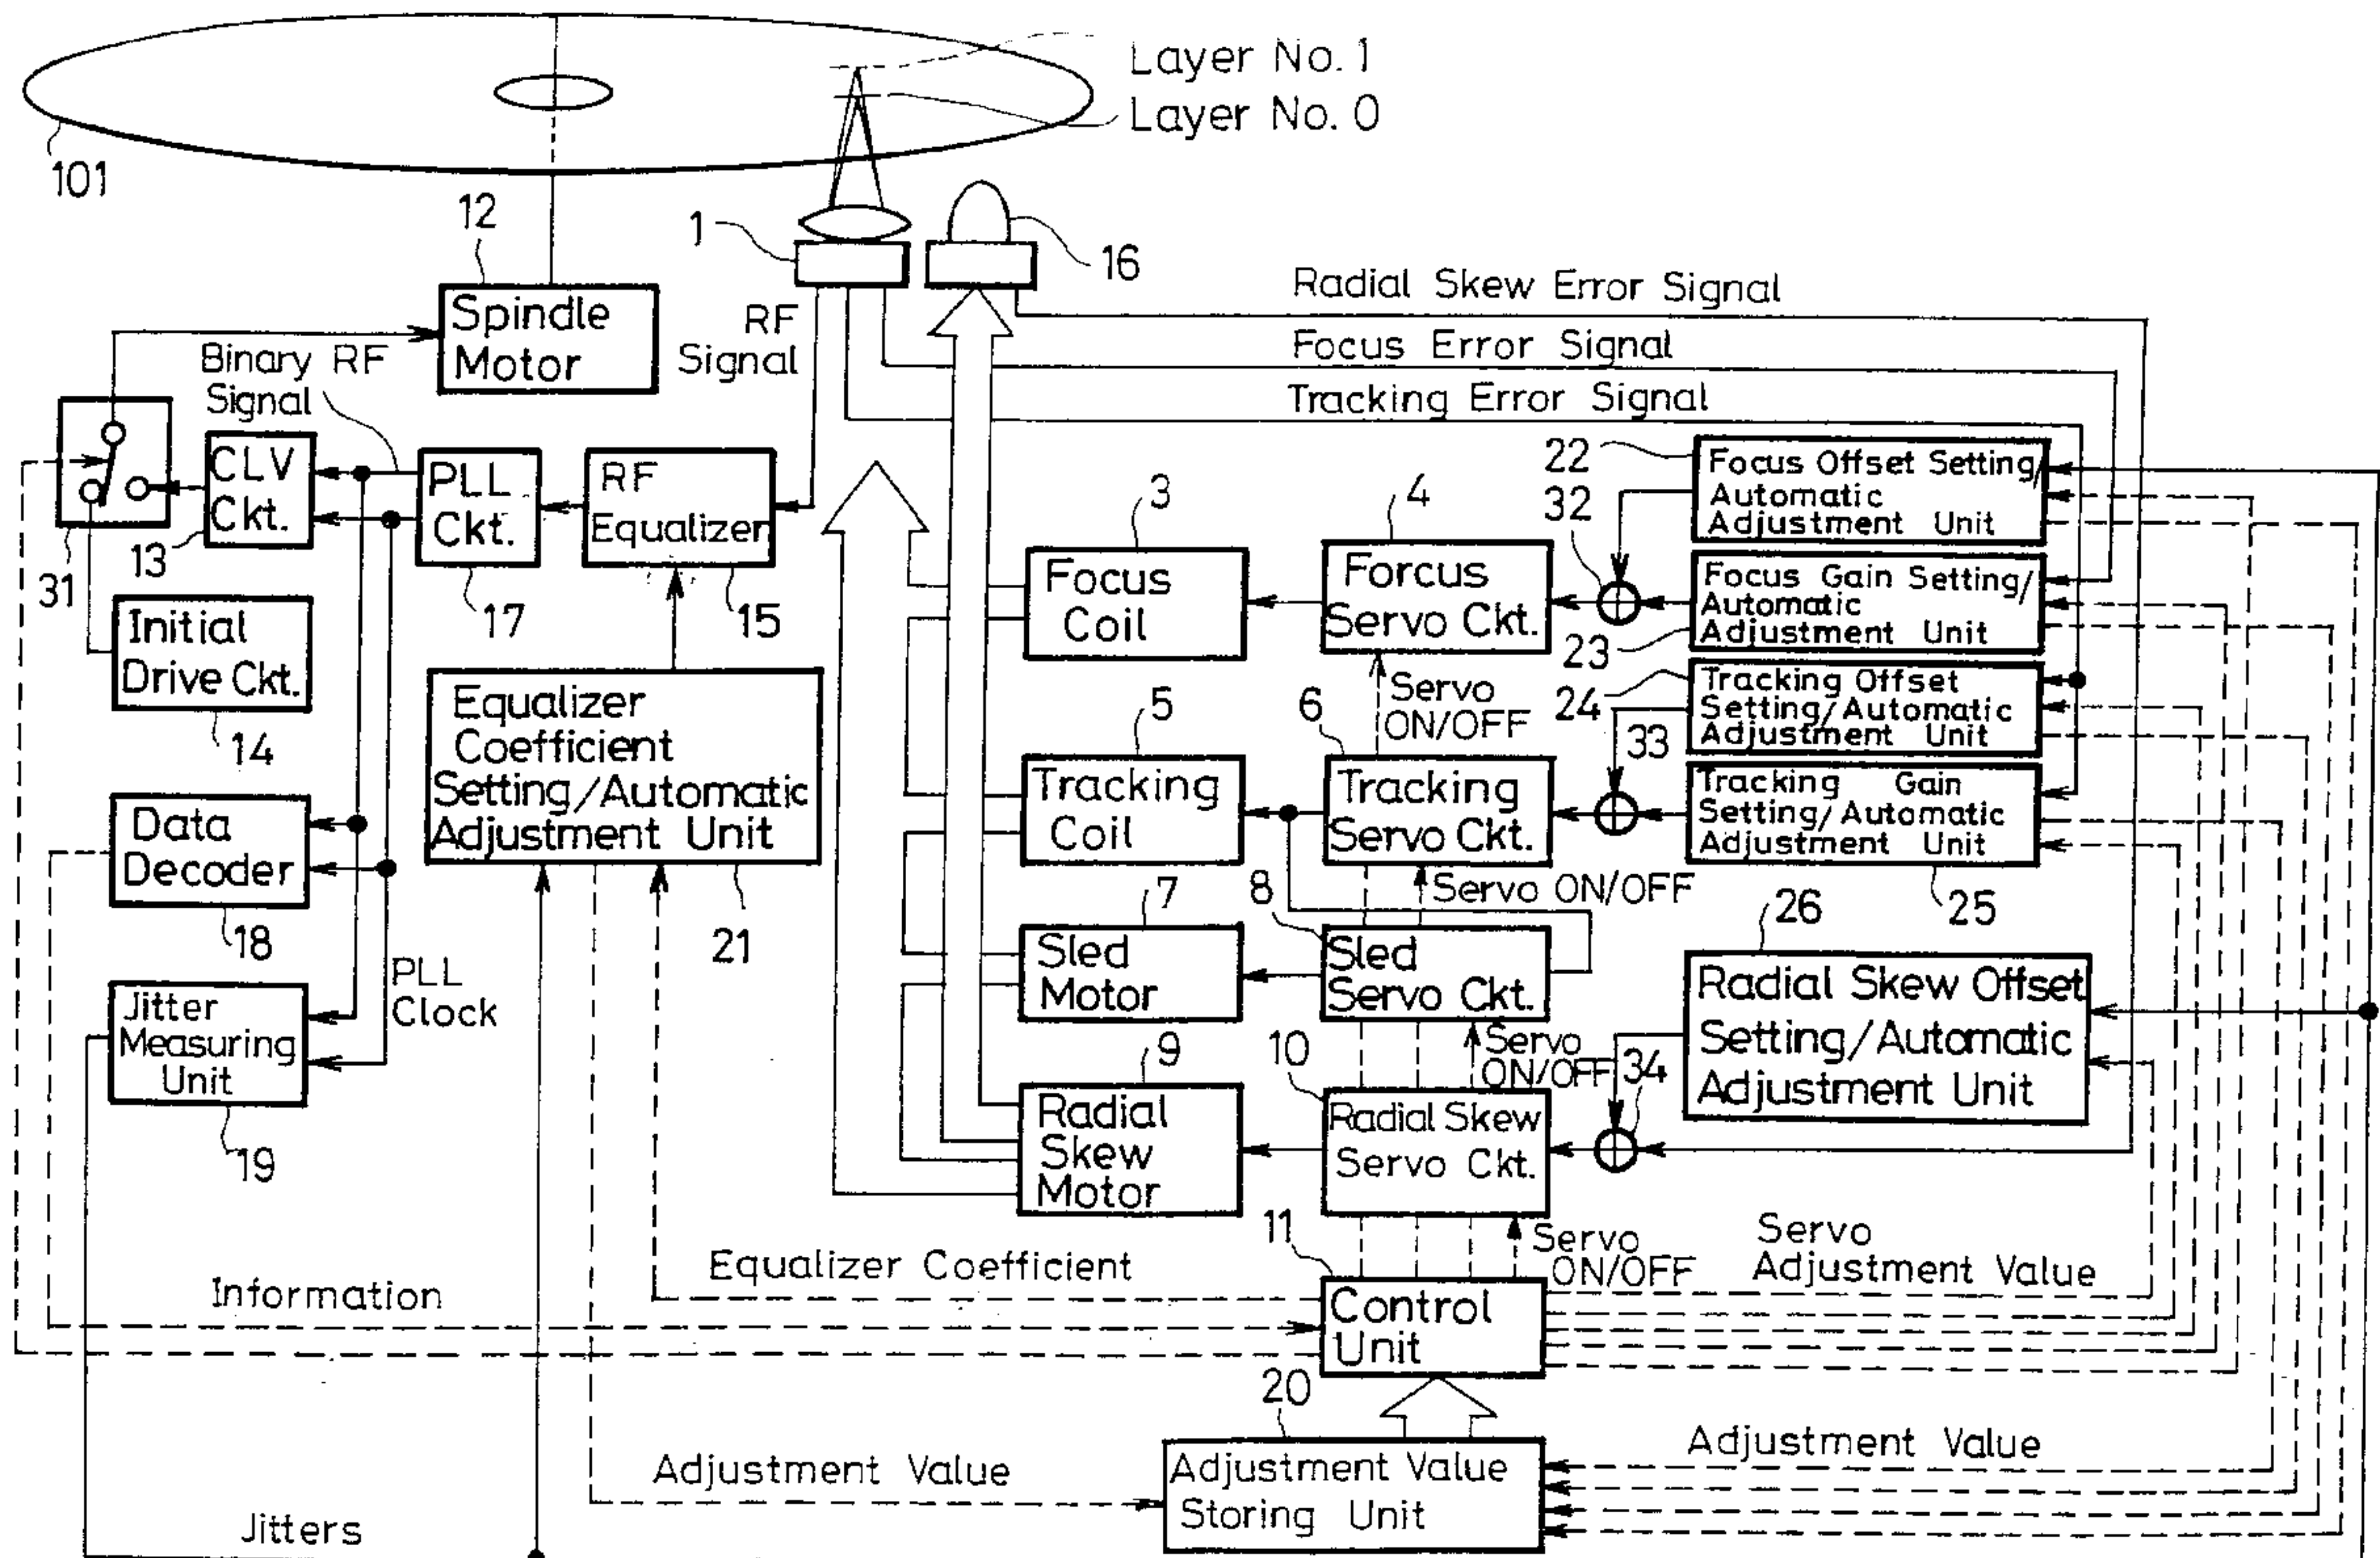 Layer No. 1
Layer No. 0
101
12
1
16
Spindle
Motor
RF
Signal
Radial Skew Error Signal
Focus Error Signal
Tracking Error Signal
Binary RF
Signal
31
CLV
Ckt.
13
PLL
Ckt.
17
RF
Equalizer
15
Initial
Drive Ckt.
14
Equalizer
Coefficient
Setting/Automatic
Adjustment Unit
21
Data
Decoder
18
PLL
Clock
Jitter
Measuring
Unit
19
3
Focus
Coil
4
Forcus
Servo Ckt.
22
32
Focus Offset Setting/
Automatic
Adjustment Unit
Focus Gain Setting/
Automatic
Adjustment Unit
23
Servo
ON/OFF
24
Tracking Offset
Setting/Automatic
Adjustment Unit
33
5
Tracking
Coil
6
Tracking
Servo Ckt.
Tracking Gain
Setting/Automatic
Adjustment Unit
25
Servo ON/OFF
7
Sled
Motor
8
Sled
Servo Ckt.
26
Radial Skew Offset
Setting/Automatic
Adjustment Unit
Servo
ON/OFF
34
9
Radial
Skew
Motor
10
Radial Skew
Servo Ckt.
Servo
ON/OFF
Servo
Adjustment Value
11
Control
Unit
Equalizer Coefficient
Information
20
Adjustment Value
Storing Unit
Adjustment Value
Adjustment Value
Jitters